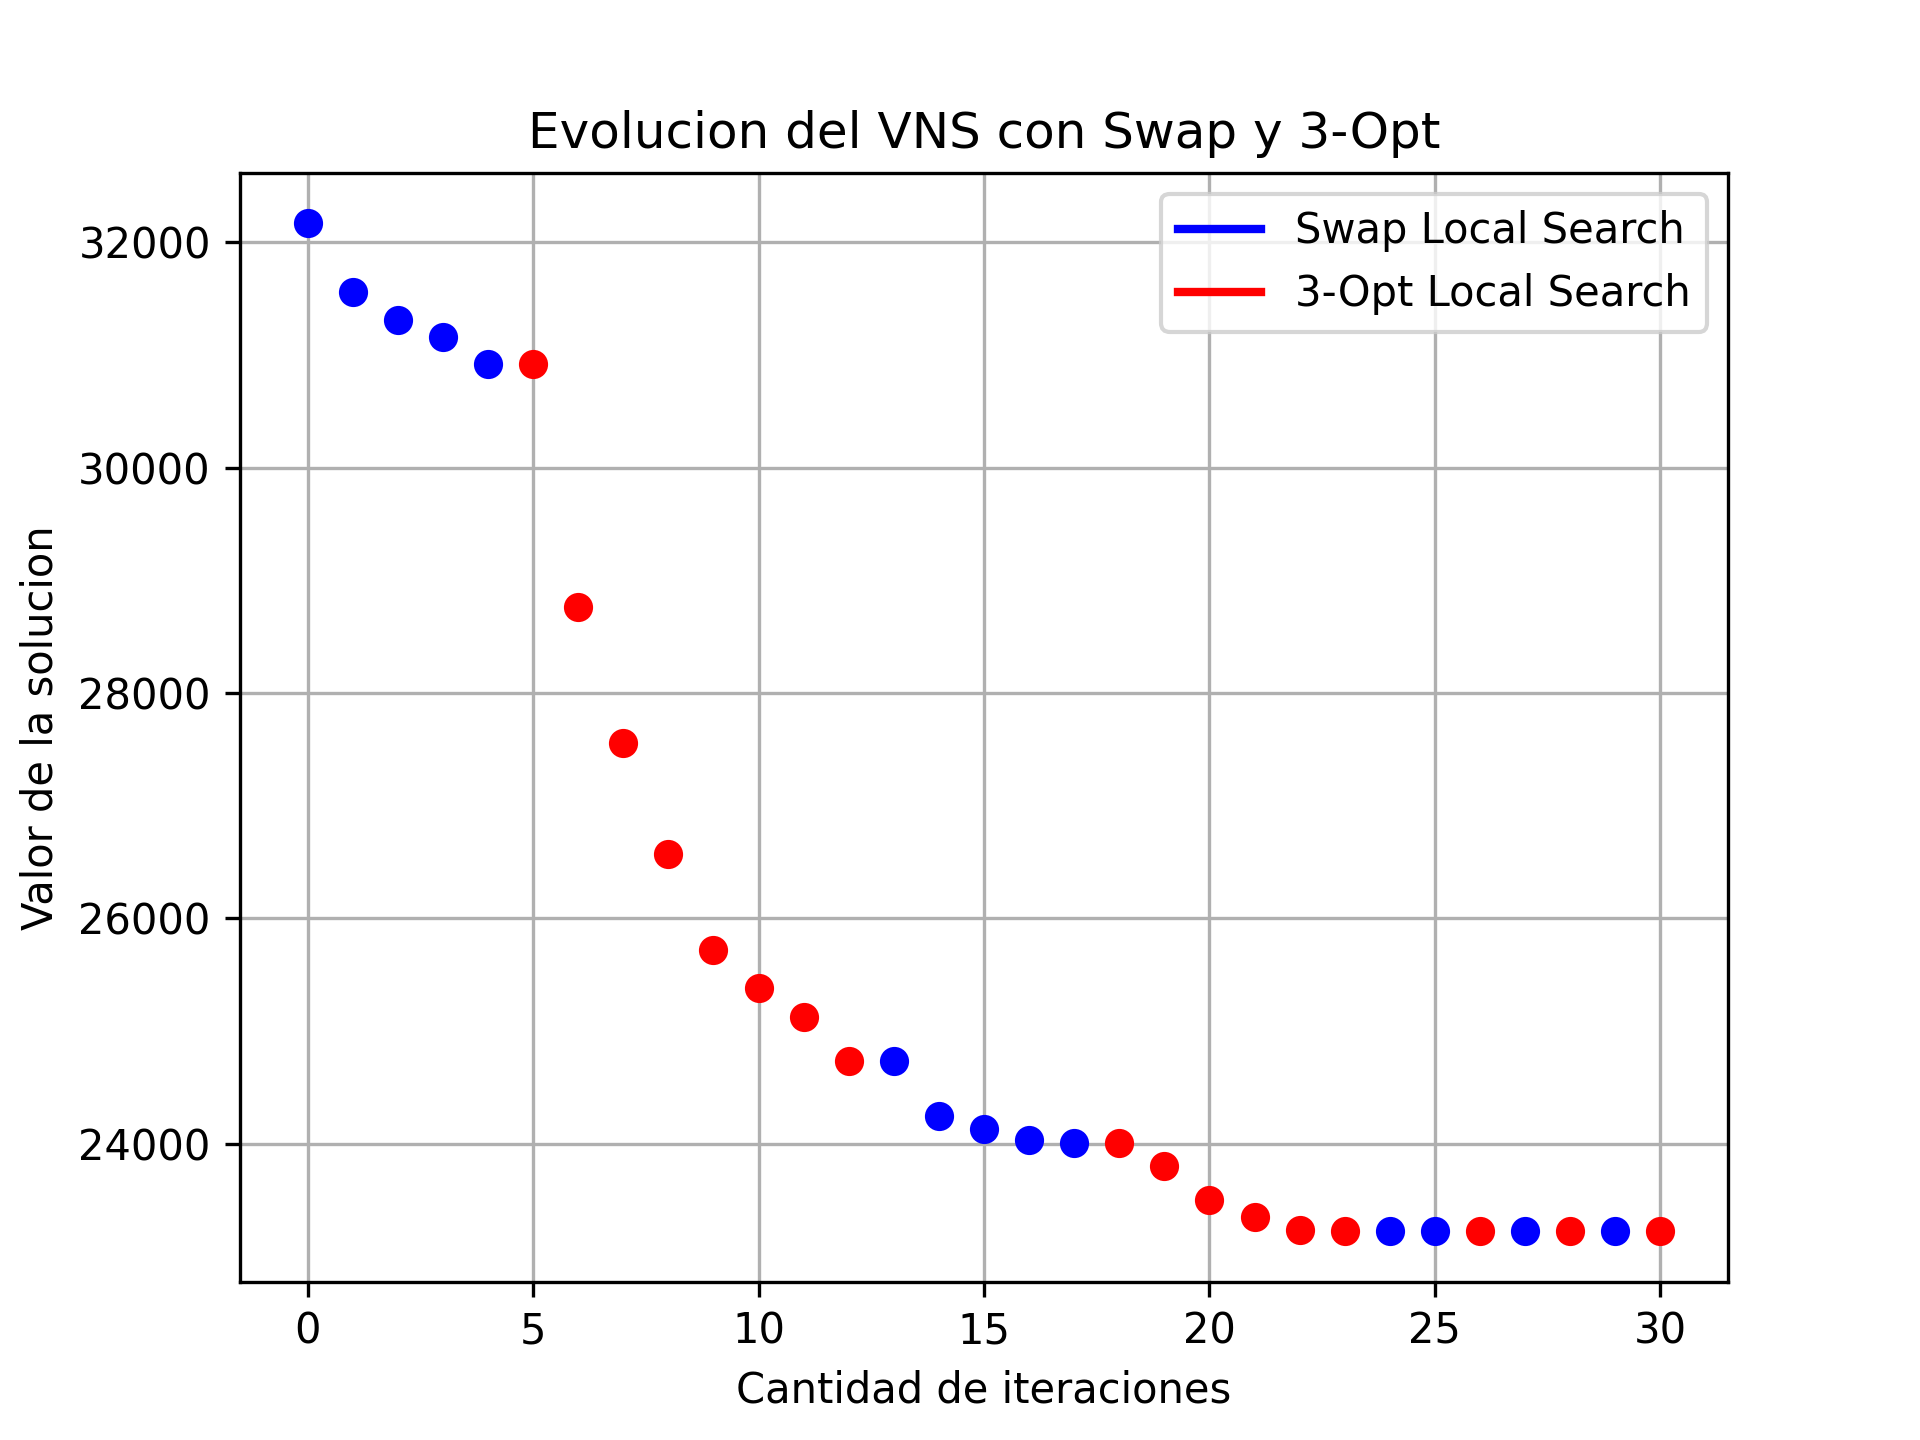 Evolucion del VNS con Swap y 3-Opt
Swap Local Search
3-Opt Local Search
Valor de la solucion
32000
30000
28000
26000
24000
0 5 10 15 20 25 30
Cantidad de iteraciones